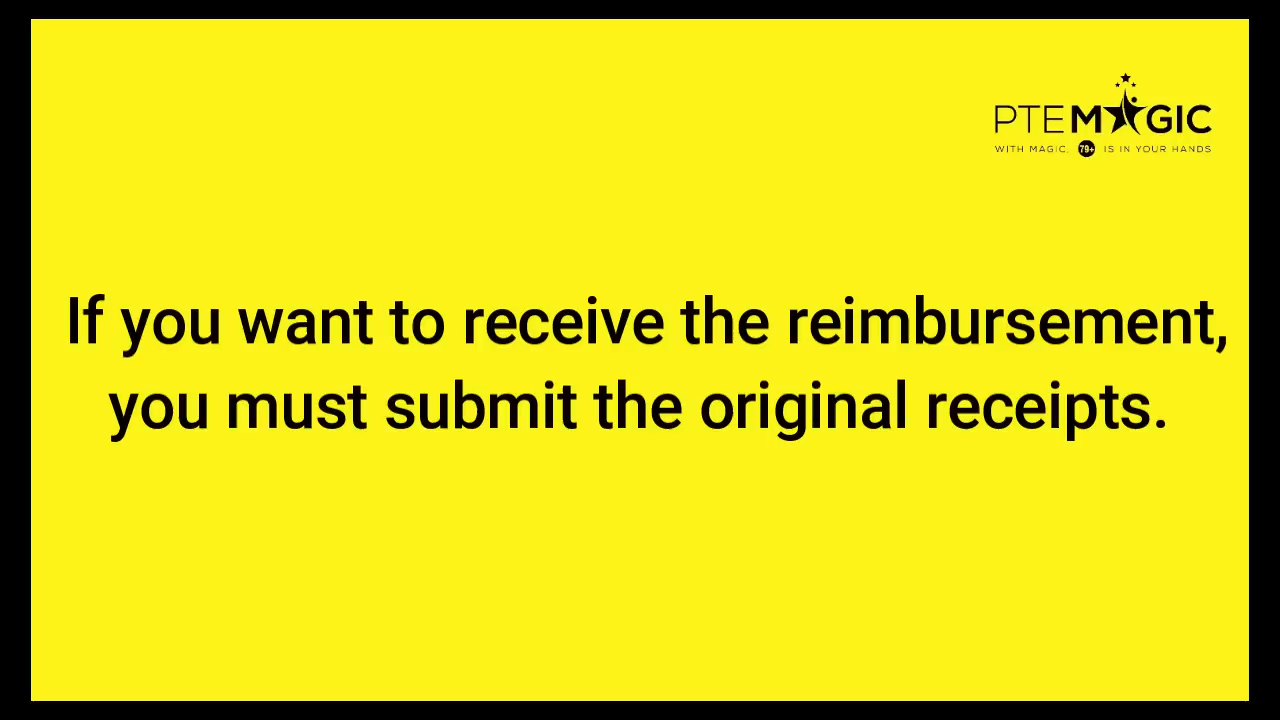 PTEMAGIC
WITH MAGIC, 79+ IS IN YOUR HANDS
If you want to receive the reimbursement,
you must submit the original receipts.